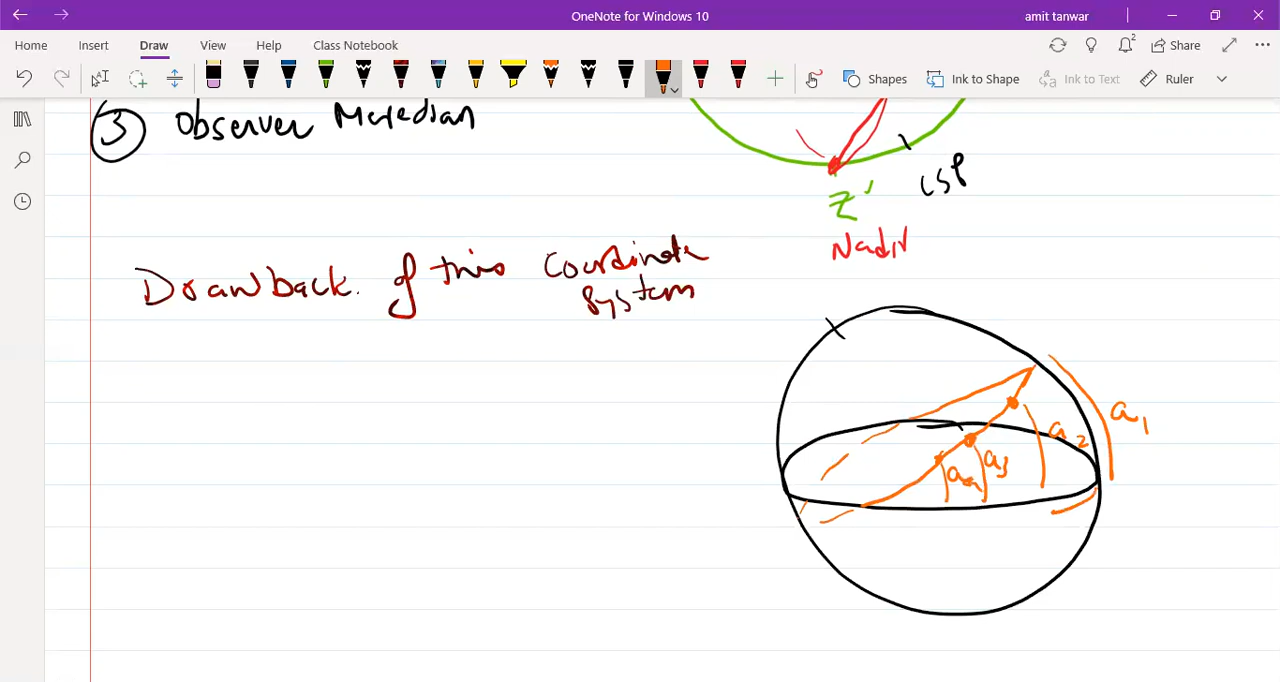 OneNote for Windows 10
amit tanwar
Home Insert Draw View Help Class Notebook
Share
Shapes
Ink to Shape
Ink to Text
Ruler
3 Observer Meredian
CSP
Z'
Nadir
Drawback. of this Coordinate
System
a1
a2
a3
a4